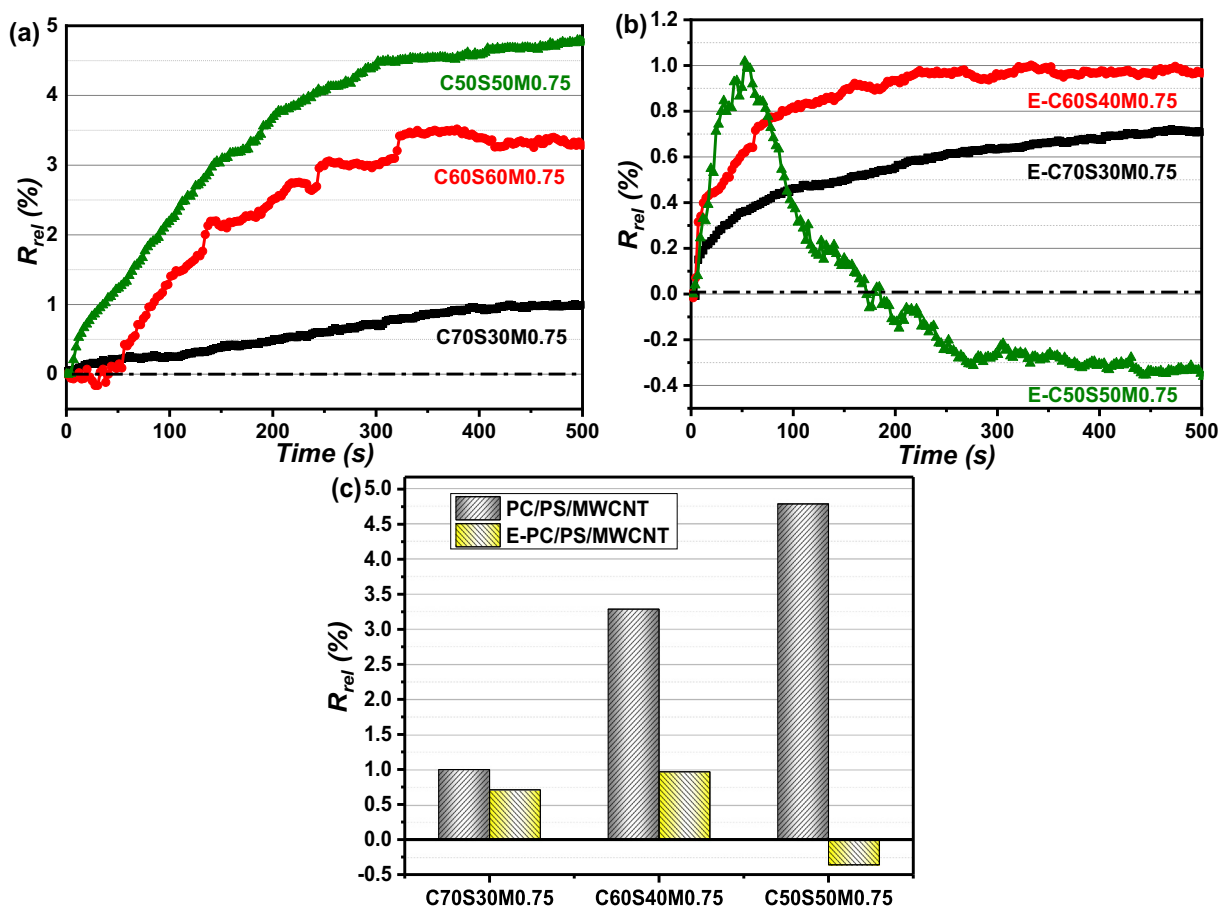 (a)
5
4
3
2
1
0
R_rel (%)
C50S50M0.75
C60S60M0.75
C70S30M0.75
0 100 200 300 400 500
Time (s)
(b)
1.2
1.0
0.8
0.6
0.4
0.2
0.0
-0.2
-0.4
R_rel (%)
E-C60S40M0.75
E-C70S30M0.75
E-C50S50M0.75
0 100 200 300 400 500
Time (s)
(c)
5.0
4.5
4.0
3.5
3.0
2.5
2.0
1.5
1.0
0.5
0.0
-0.5
R_rel (%)
PC/PS/MWCNT
E-PC/PS/MWCNT
C70S30M0.75 C60S40M0.75 C50S50M0.75